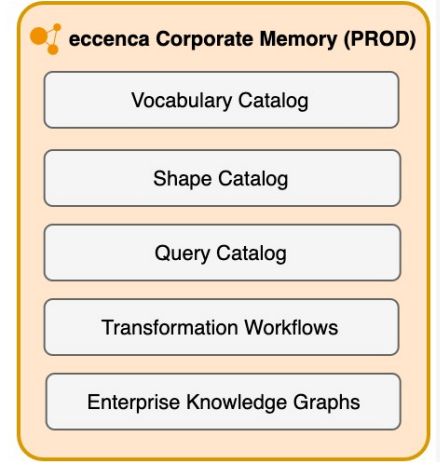 eccenca Corporate Memory (PROD)
Vocabulary Catalog
Shape Catalog
Query Catalog
Transformation Workflows
Enterprise Knowledge Graphs